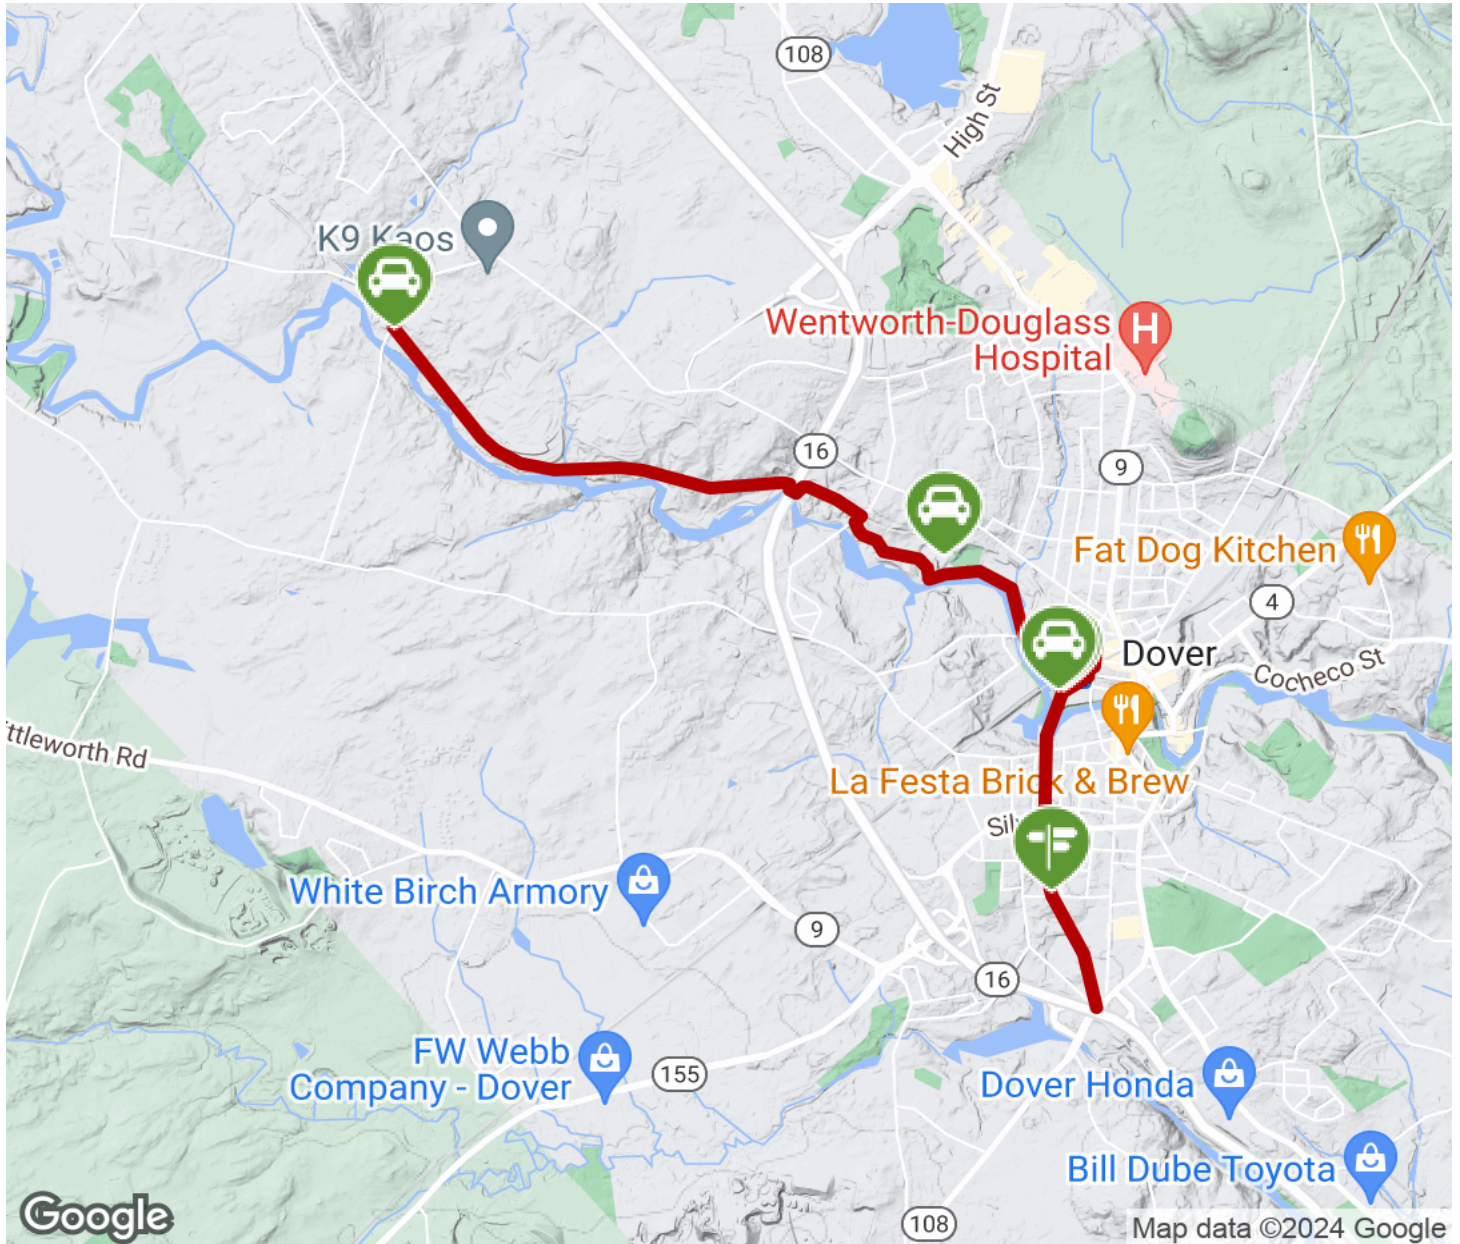 108
High St
K9 Kaos
Wentworth-Douglass
Hospital
H
16
9
Fat Dog Kitchen
4
Dover
Cocheco St
ttleworth Rd
La Festa Brick & Brew
Sil
White Birch Armory
9
16
FW Webb
Company - Dover
155
Dover Honda
Bill Dube Toyota
108
Google
Map data ©2024 Google